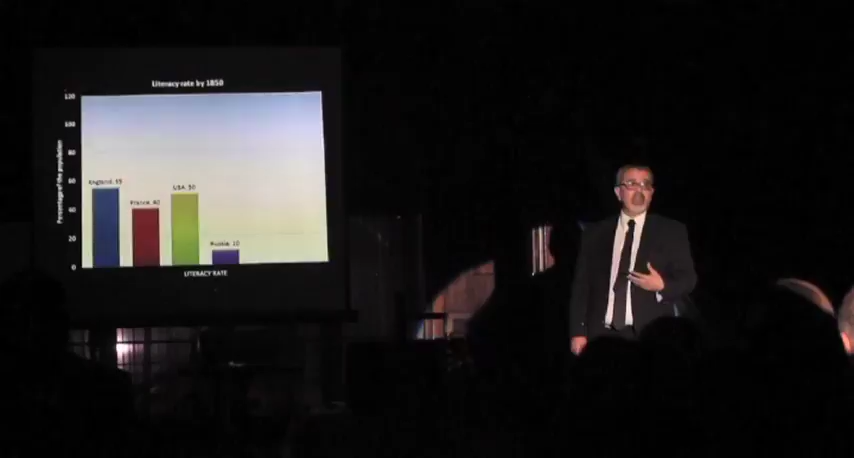 Literacy rate by 1850
Percentage of the population
120
100
80
60
40
20
0
England, 55
France, 40
USA, 50
Russia, 10
LITERACY RATE